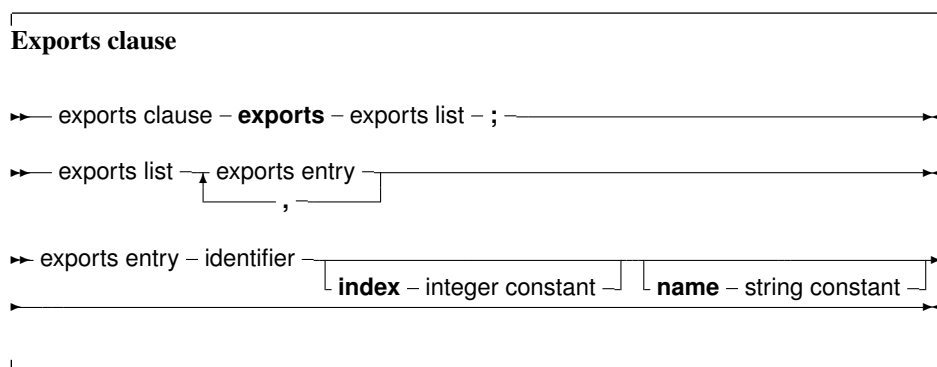 Exports clause
exports clause – exports – exports list – ;
exports list exports entry
,
exports entry – identifier
index – integer constant name – string constant